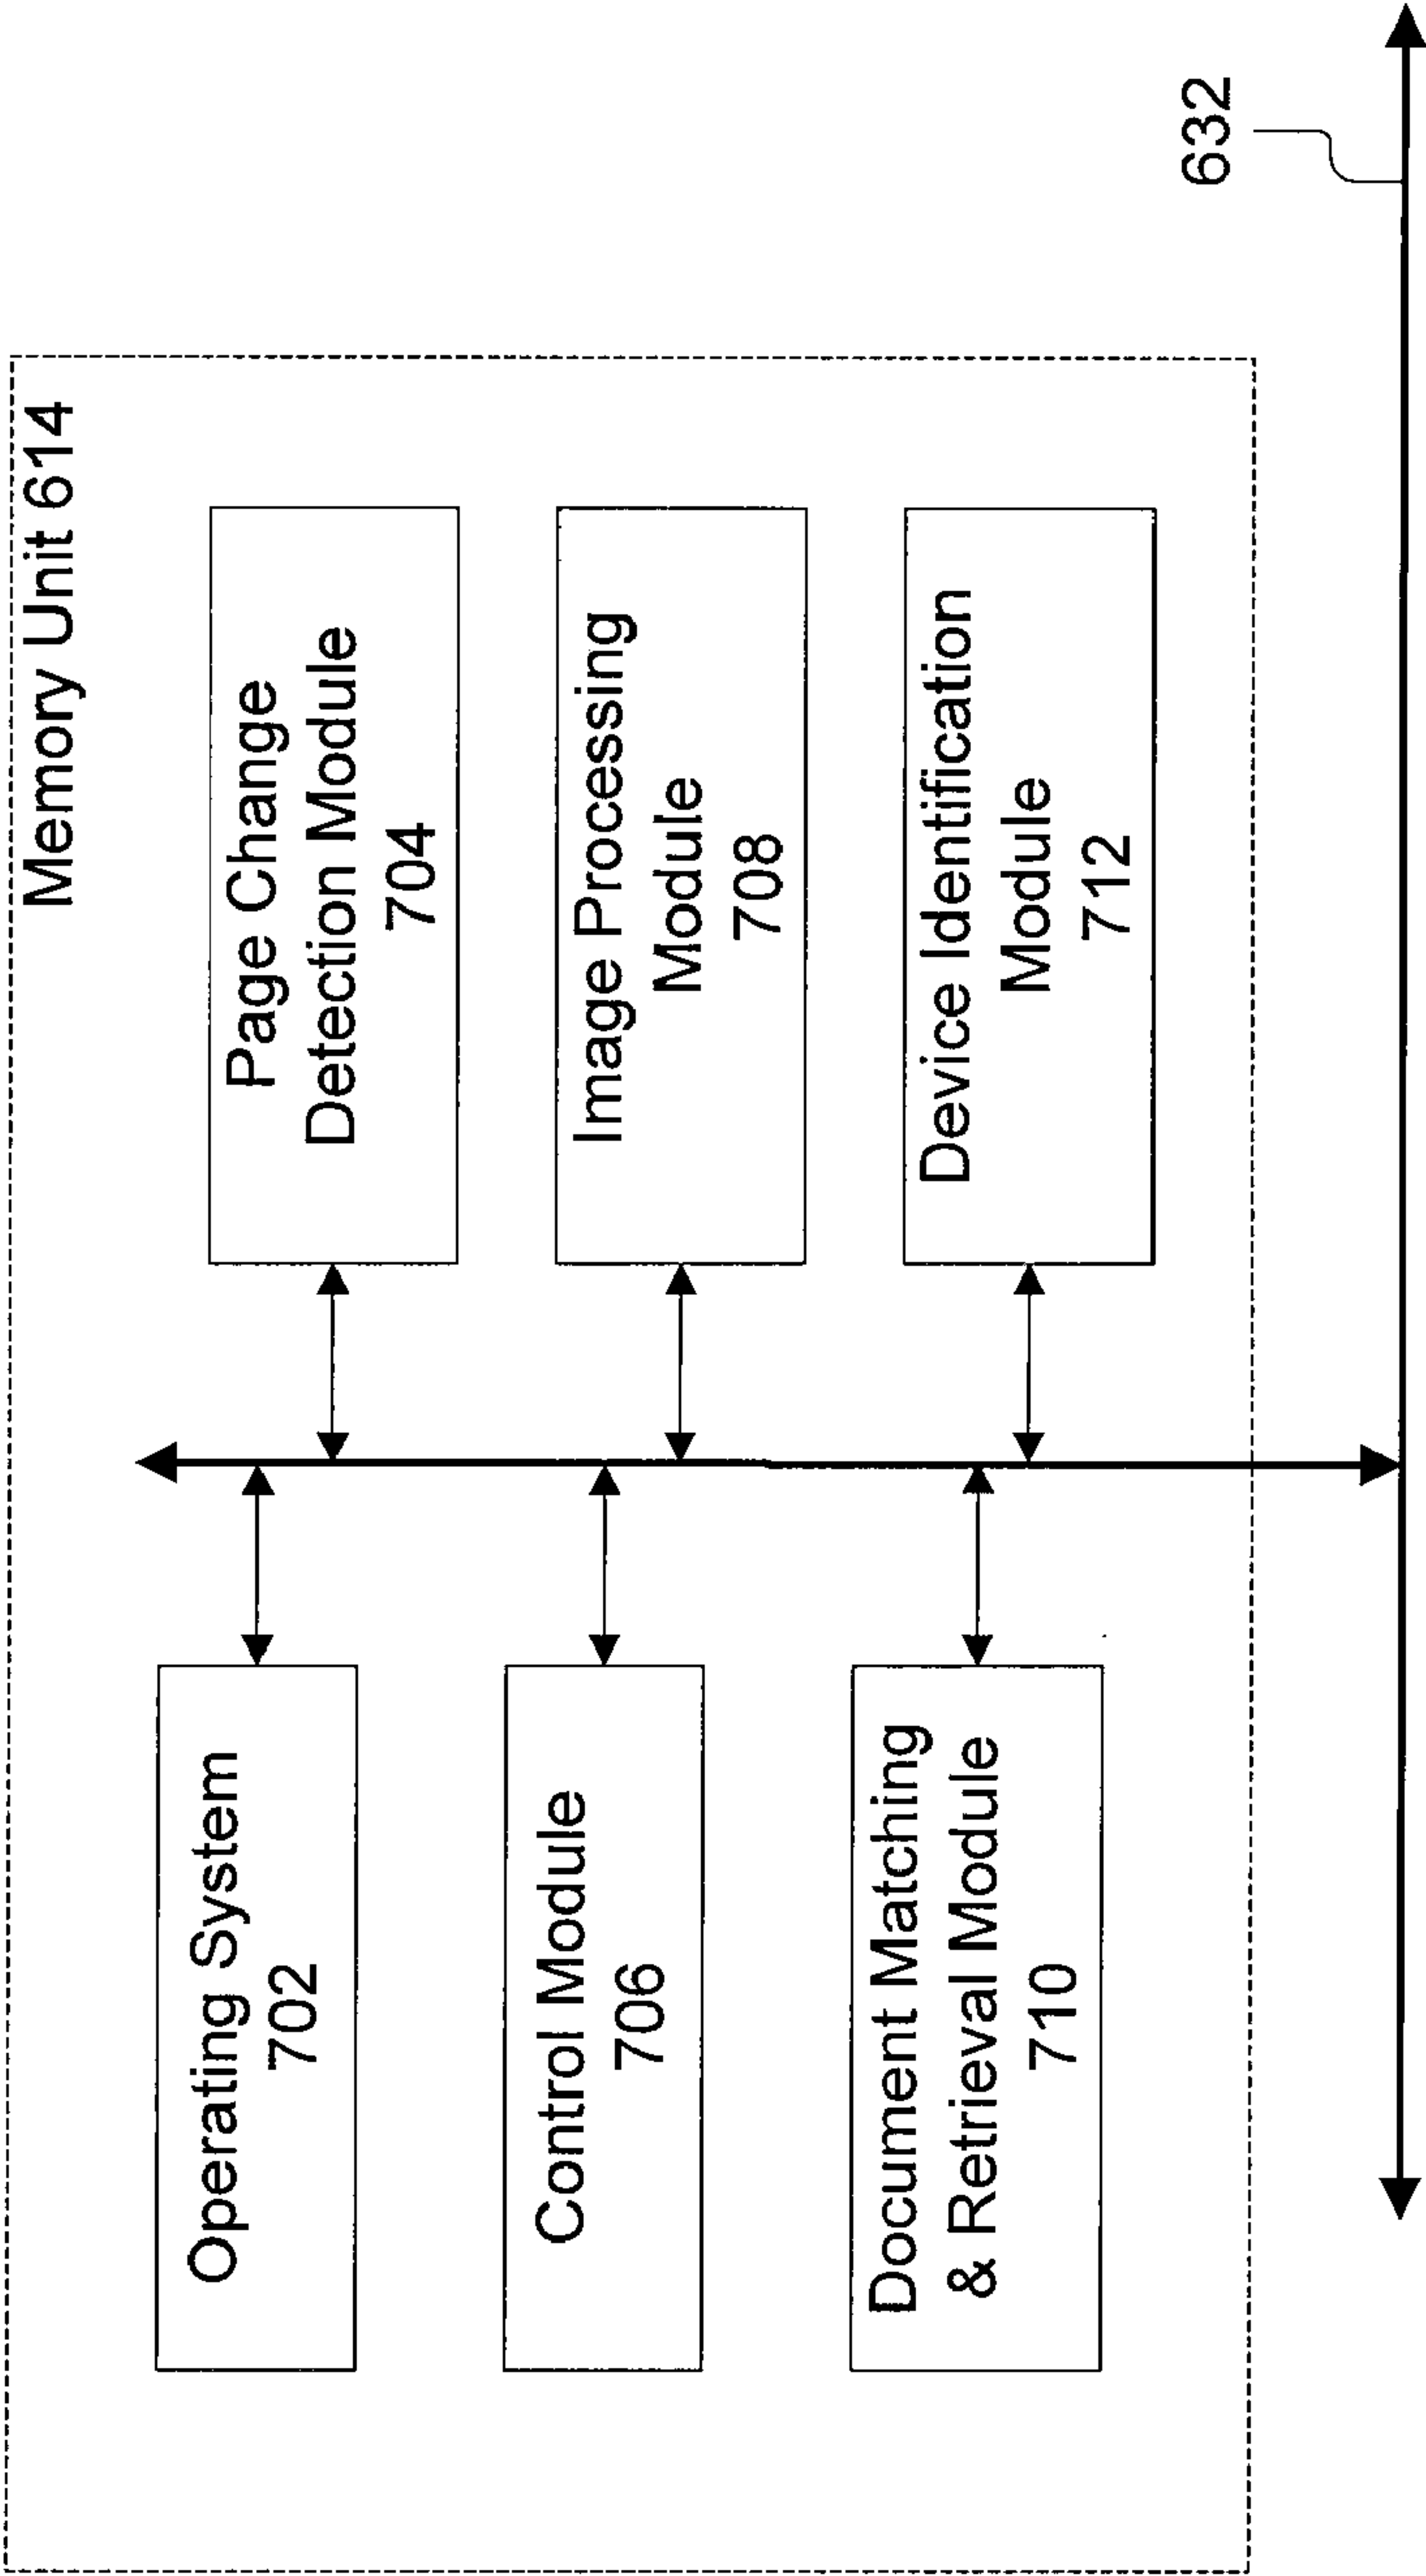 Memory Unit 614
Operating System
702
Page Change
Detection Module
704
Control Module
706
Image Processing
Module
708
Document Matching
& Retrieval Module
710
Device Identification
Module
712
632